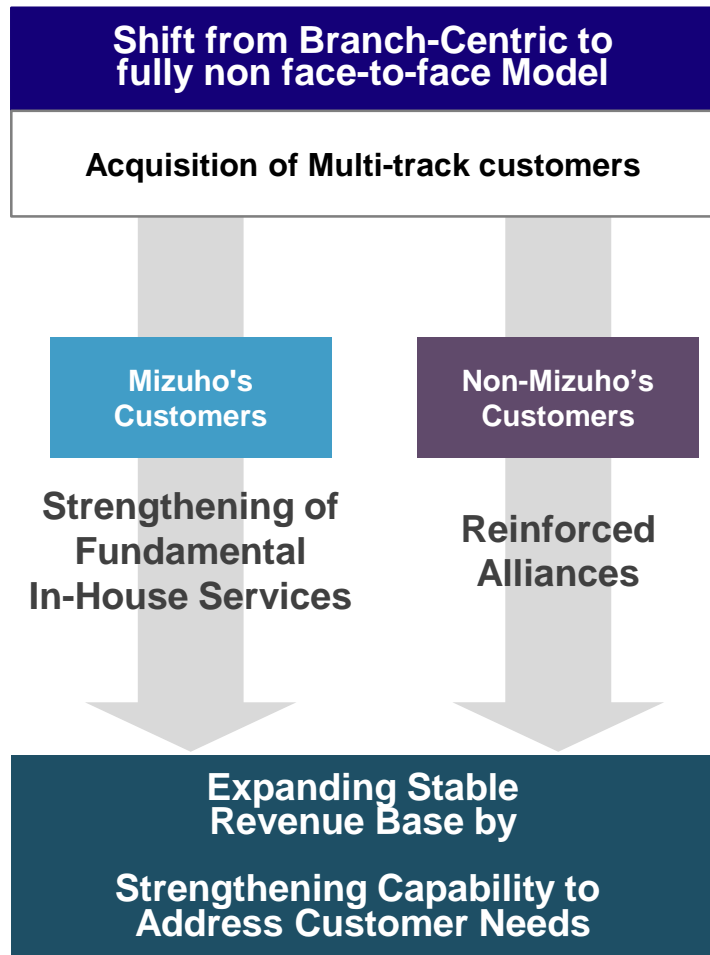 Shift from Branch-Centric to
fully non face-to-face Model
Acquisition of Multi-track customers
Mizuho's
Customers
Non-Mizuho’s
Customers
Strengthening of
Fundamental
In-House Services
Reinforced
Alliances
Expanding Stable
Revenue Base by
Strengthening Capability to
Address Customer Needs